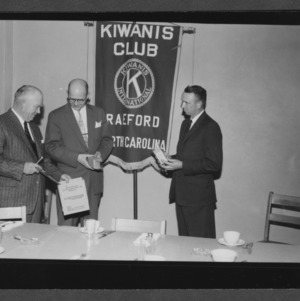 KIWANIS
CLUB
KIWANIS
K
INTERNATIONAL
RAEFORD
NORTH CAROLINA